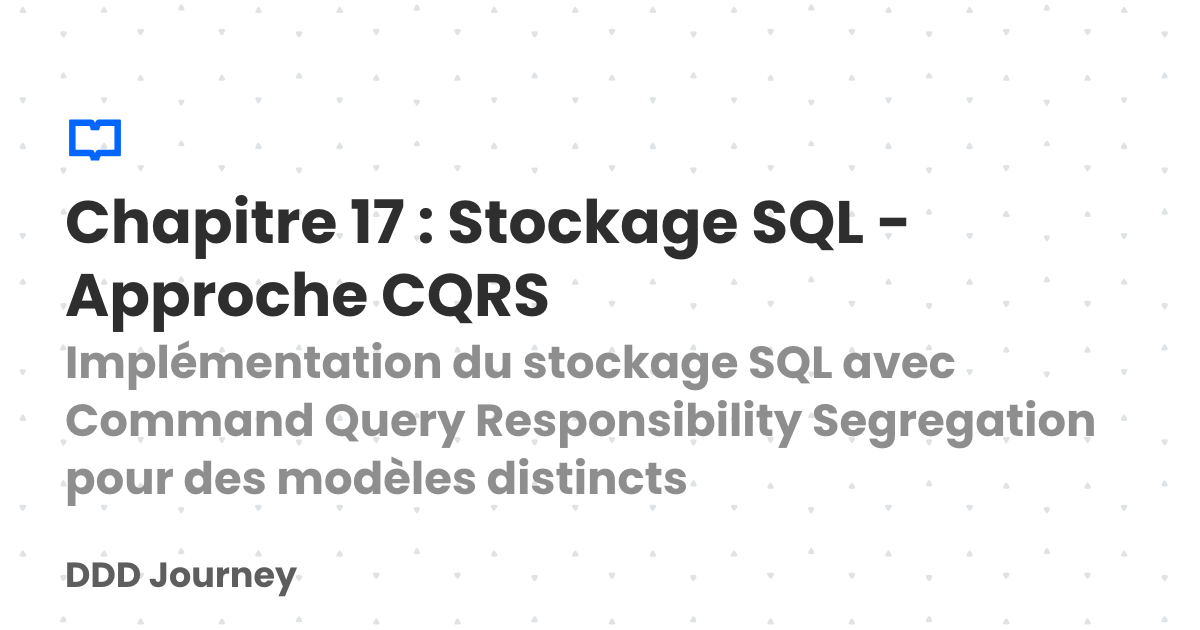 Chapitre 17 : Stockage SQL -
Approche CQRS
Implémentation du stockage SQL avec
Command Query Responsibility Segregation
pour des modèles distincts
DDD Journey